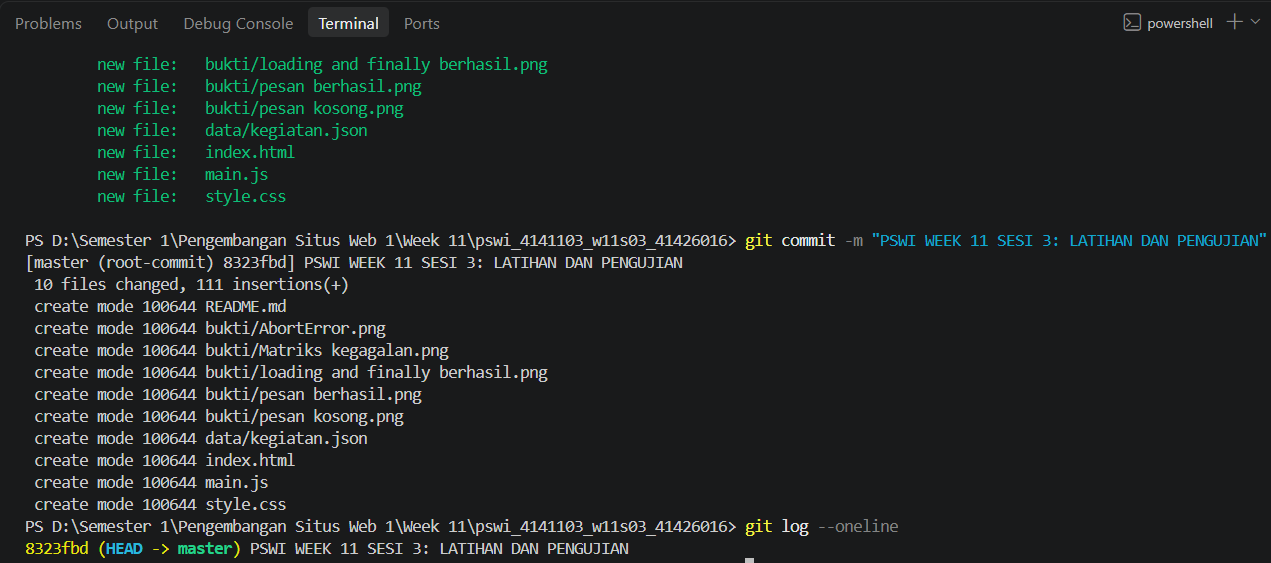 Problems Output Debug Console Terminal Ports powershell
new file: bukti/loading and finally berhasil.png
new file: bukti/pesan berhasil.png
new file: bukti/pesan kosong.png
new file: data/kegiatan.json
new file: index.html
new file: main.js
new file: style.css
PS D:\Semester 1\Pengembangan Situs Web 1\Week 11\pswi_4141103_w11s03_41426016> git commit -m "PSWI WEEK 11 SESI 3: LATIHAN DAN PENGUJIAN"
[master (root-commit) 8323fbd] PSWI WEEK 11 SESI 3: LATIHAN DAN PENGUJIAN
10 files changed, 111 insertions(+)
create mode 100644 README.md
create mode 100644 bukti/AbortError.png
create mode 100644 bukti/Matriks kegagalan.png
create mode 100644 bukti/loading and finally berhasil.png
create mode 100644 bukti/pesan berhasil.png
create mode 100644 bukti/pesan kosong.png
create mode 100644 data/kegiatan.json
create mode 100644 index.html
create mode 100644 main.js
create mode 100644 style.css
PS D:\Semester 1\Pengembangan Situs Web 1\Week 11\pswi_4141103_w11s03_41426016> git log --oneline
8323fbd (HEAD -> master) PSWI WEEK 11 SESI 3: LATIHAN DAN PENGUJIAN